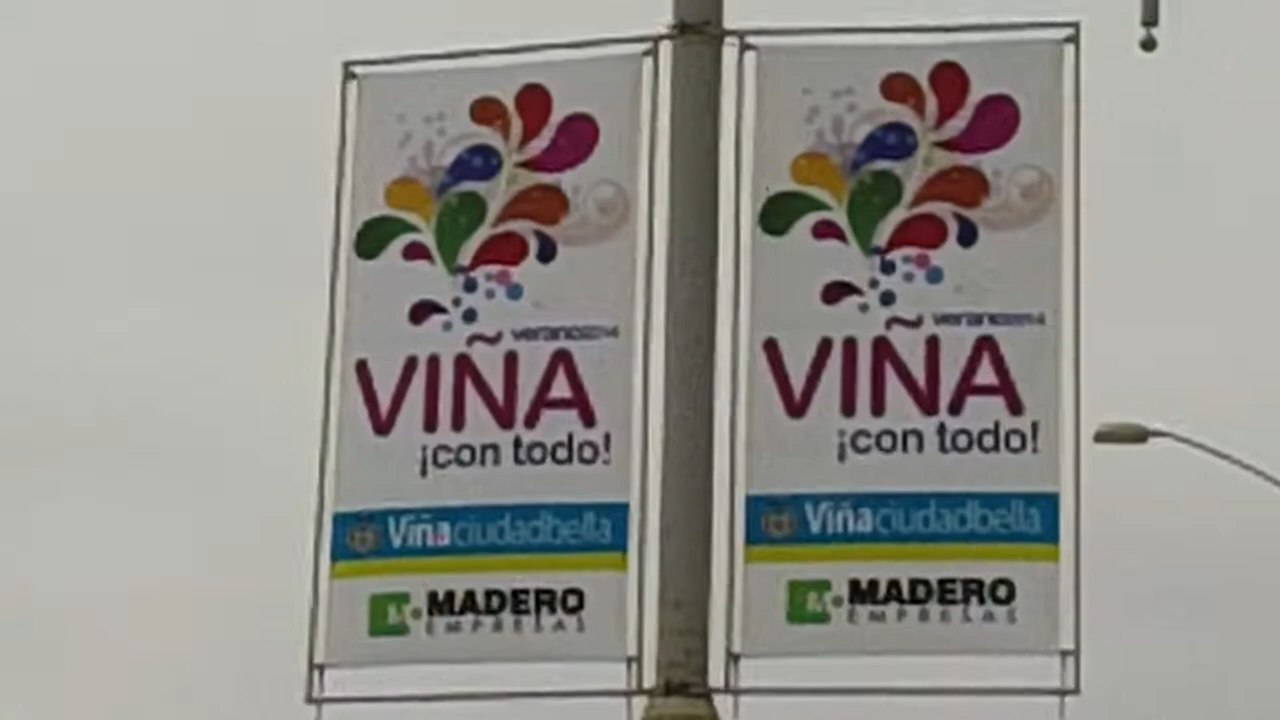 verano2014
VIÑA
¡con todo!
Viñaciudadbella
MADERO
EMPRESAS
verano2014
VIÑA
¡con todo!
Viñaciudadbella
MADERO
EMPRESAS